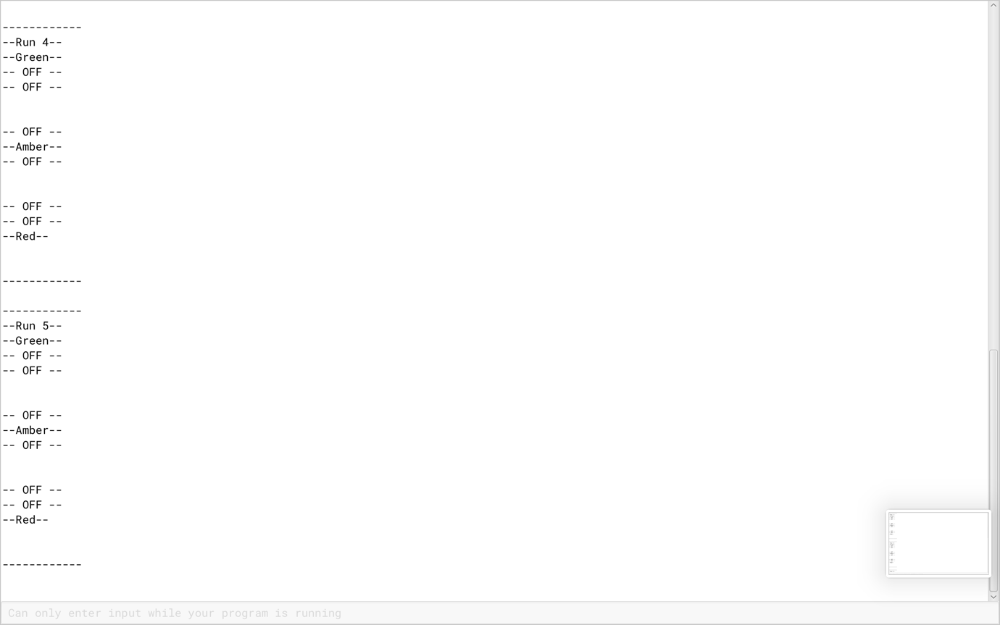 ------------
--Run 4--
--Green--
-- OFF --
-- OFF --
-- OFF --
--Amber--
-- OFF --
-- OFF --
-- OFF --
--Red--
------------
------------
--Run 5--
--Green--
-- OFF --
-- OFF --
-- OFF --
--Amber--
-- OFF --
-- OFF --
-- OFF --
--Red--
------------
Can only enter input while your program is running